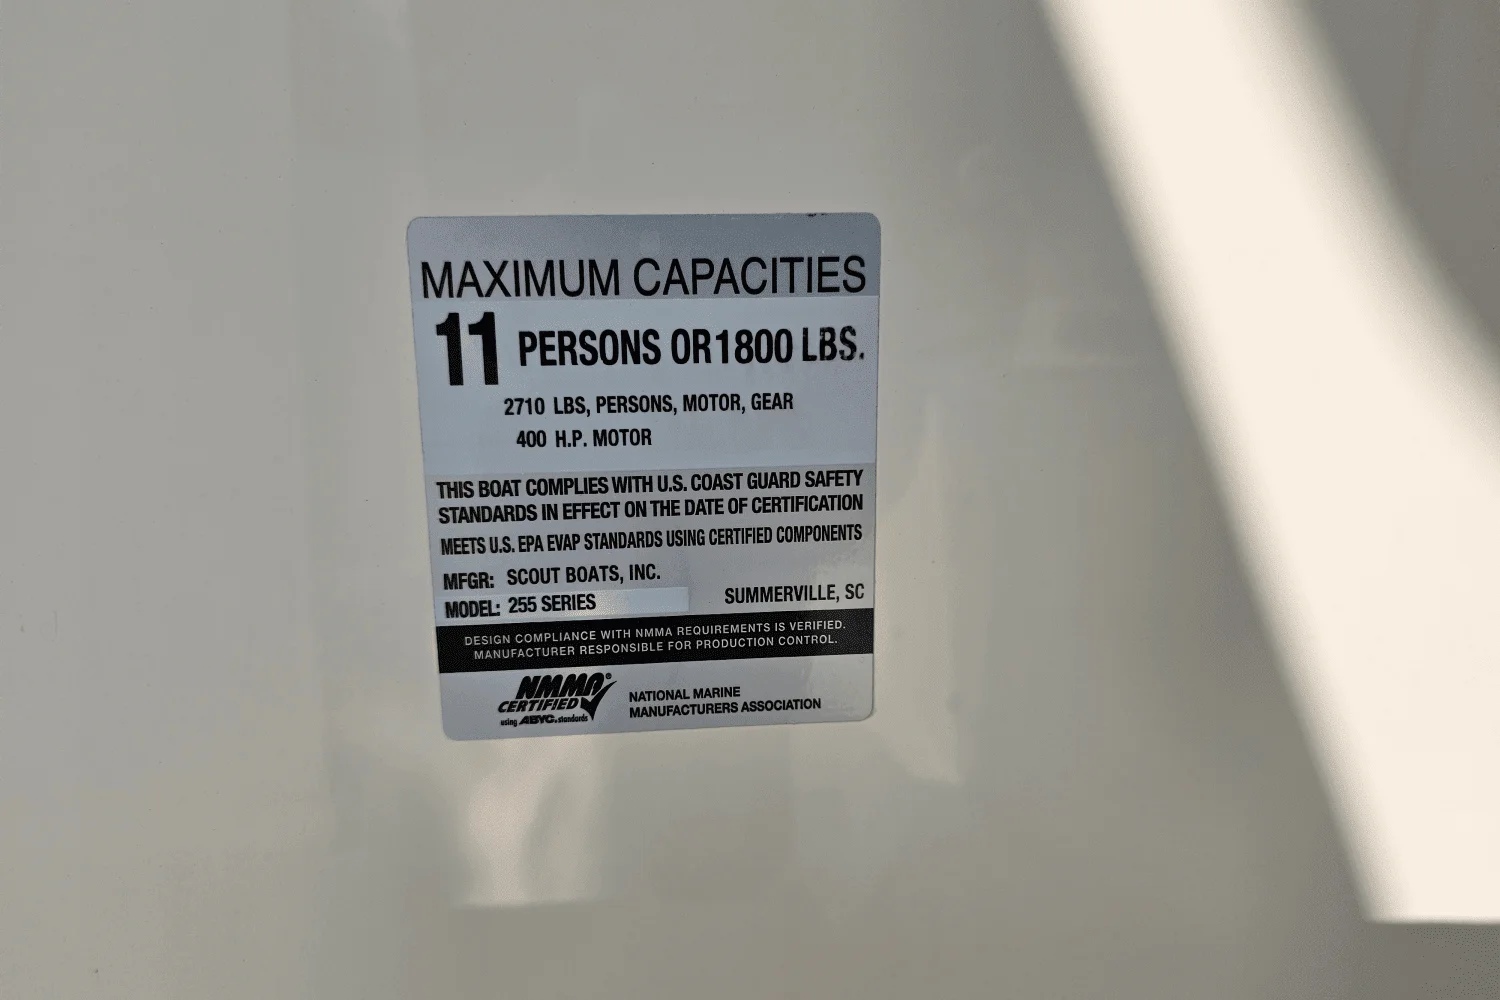 MAXIMUM CAPACITIES
11 PERSONS OR 1800 LBS.
2710 LBS, PERSONS, MOTOR, GEAR
400 H.P. MOTOR
THIS BOAT COMPLIES WITH U.S. COAST GUARD SAFETY
STANDARDS IN EFFECT ON THE DATE OF CERTIFICATION
MEETS U.S. EPA EVAP STANDARDS USING CERTIFIED COMPONENTS
MFGR: SCOUT BOATS, INC.
MODEL: 255 SERIES SUMMERVILLE, SC
DESIGN COMPLIANCE WITH NMMA REQUIREMENTS IS VERIFIED.
MANUFACTURER RESPONSIBLE FOR PRODUCTION CONTROL.
NMMA®
CERTIFIED
using ABYC. standards
NATIONAL MARINE
MANUFACTURERS ASSOCIATION